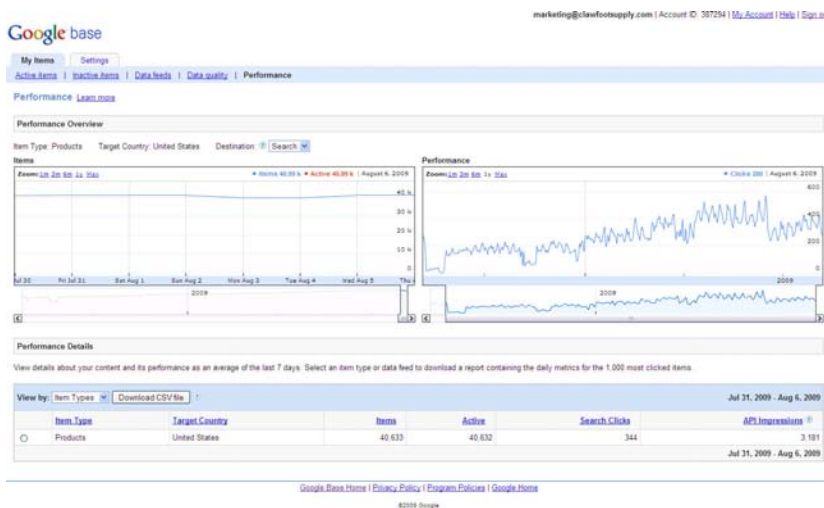 marketing@clawfootsupply.com | Account ID: 387294 | My Account | Help | Sign o
Google base
My Items Settings
Active items | Inactive items | Data feeds | Data quality | Performance
Performance Learn more
Performance Overview
Item Type: Products Target Country: United States Destination: ? Search
Items Performance
Zoom: 1m 3m 6m 1y Max • Items 40.99 k • Active 40.99 k | August 6, 2009 Zoom: 1m 3m 6m 1y Max • Clicks 288 | August 6, 2009
40 k 600
30 k 400
20 k 200
10 k 0
0
Jul 30 Fri Jul 31 Sat Aug 1 Sun Aug 2 Mon Aug 3 Tue Aug 4 Wed Aug 5 Thu 2009
2009 2009
Performance Details
View details about your content and its performance as an average of the last 7 days. Select an item type or data feed to download a report containing the daily metrics for the 1,000 most clicked items.
View by: Item Types Download CSV file ? Jul 31, 2009 - Aug 6, 2009
Item Type Target Country Items Active Search Clicks API Impressions ?
Products United States 40,633 40,632 344 3,181
Jul 31, 2009 - Aug 6, 2009
Google Base Home | Privacy Policy | Program Policies | Google Home
©2009 Google